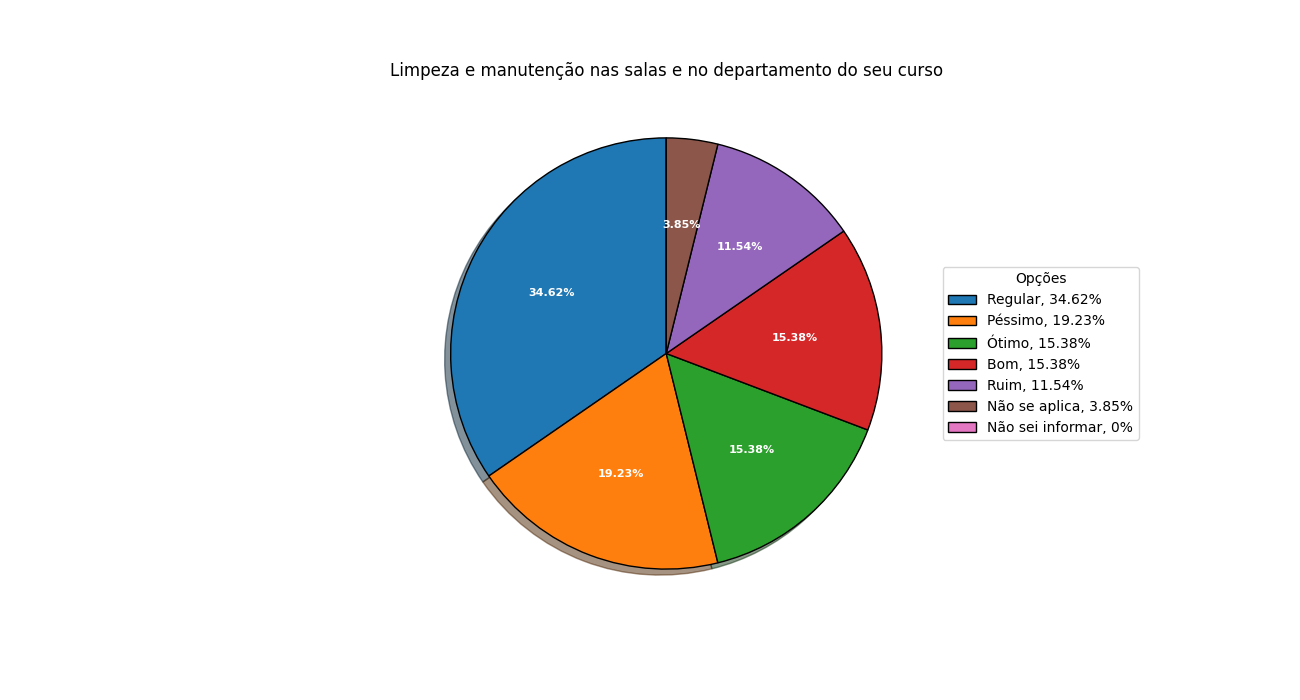 Limpeza e manutenção nas salas e no departamento do seu curso
3.85%
11.54%
34.62%
15.38%
15.38%
19.23%
Opções
Regular, 34.62%
Péssimo, 19.23%
Ótimo, 15.38%
Bom, 15.38%
Ruim, 11.54%
Não se aplica, 3.85%
Não sei informar, 0%